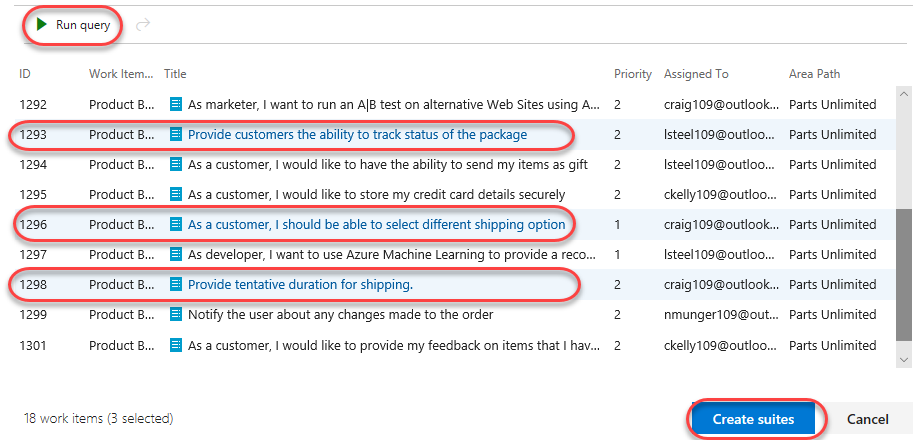 Run query
ID Work Item... Title Priority Assigned To Area Path
1292 Product B... As marketer, I want to run an A|B test on alternative Web Sites using A... 2 craig109@outlook... Parts Unlimited
1293 Product B... Provide customers the ability to track status of the package 2 lsteel109@outloo... Parts Unlimited
1294 Product B... As a customer, I would like to have the ability to send my items as gift 2 lsteel109@outloo... Parts Unlimited
1295 Product B... As a customer, I would like to store my credit card details securely 2 ckelly109@outloo... Parts Unlimited
1296 Product B... As a customer, I should be able to select different shipping option 1 craig109@outlook... Parts Unlimited
1297 Product B... As developer, I want to use Azure Machine Learning to provide a reco... 1 lsteel109@outloo... Parts Unlimited
1298 Product B... Provide tentative duration for shipping. 2 craig109@outlook... Parts Unlimited
1299 Product B... Notify the user about any changes made to the order 2 nmunger109@out... Parts Unlimited
1301 Product B... As a customer, I would like to provide my feedback on items that I hav... 2 ckelly109@outloo... Parts Unlimited
18 work items (3 selected) Create suites Cancel